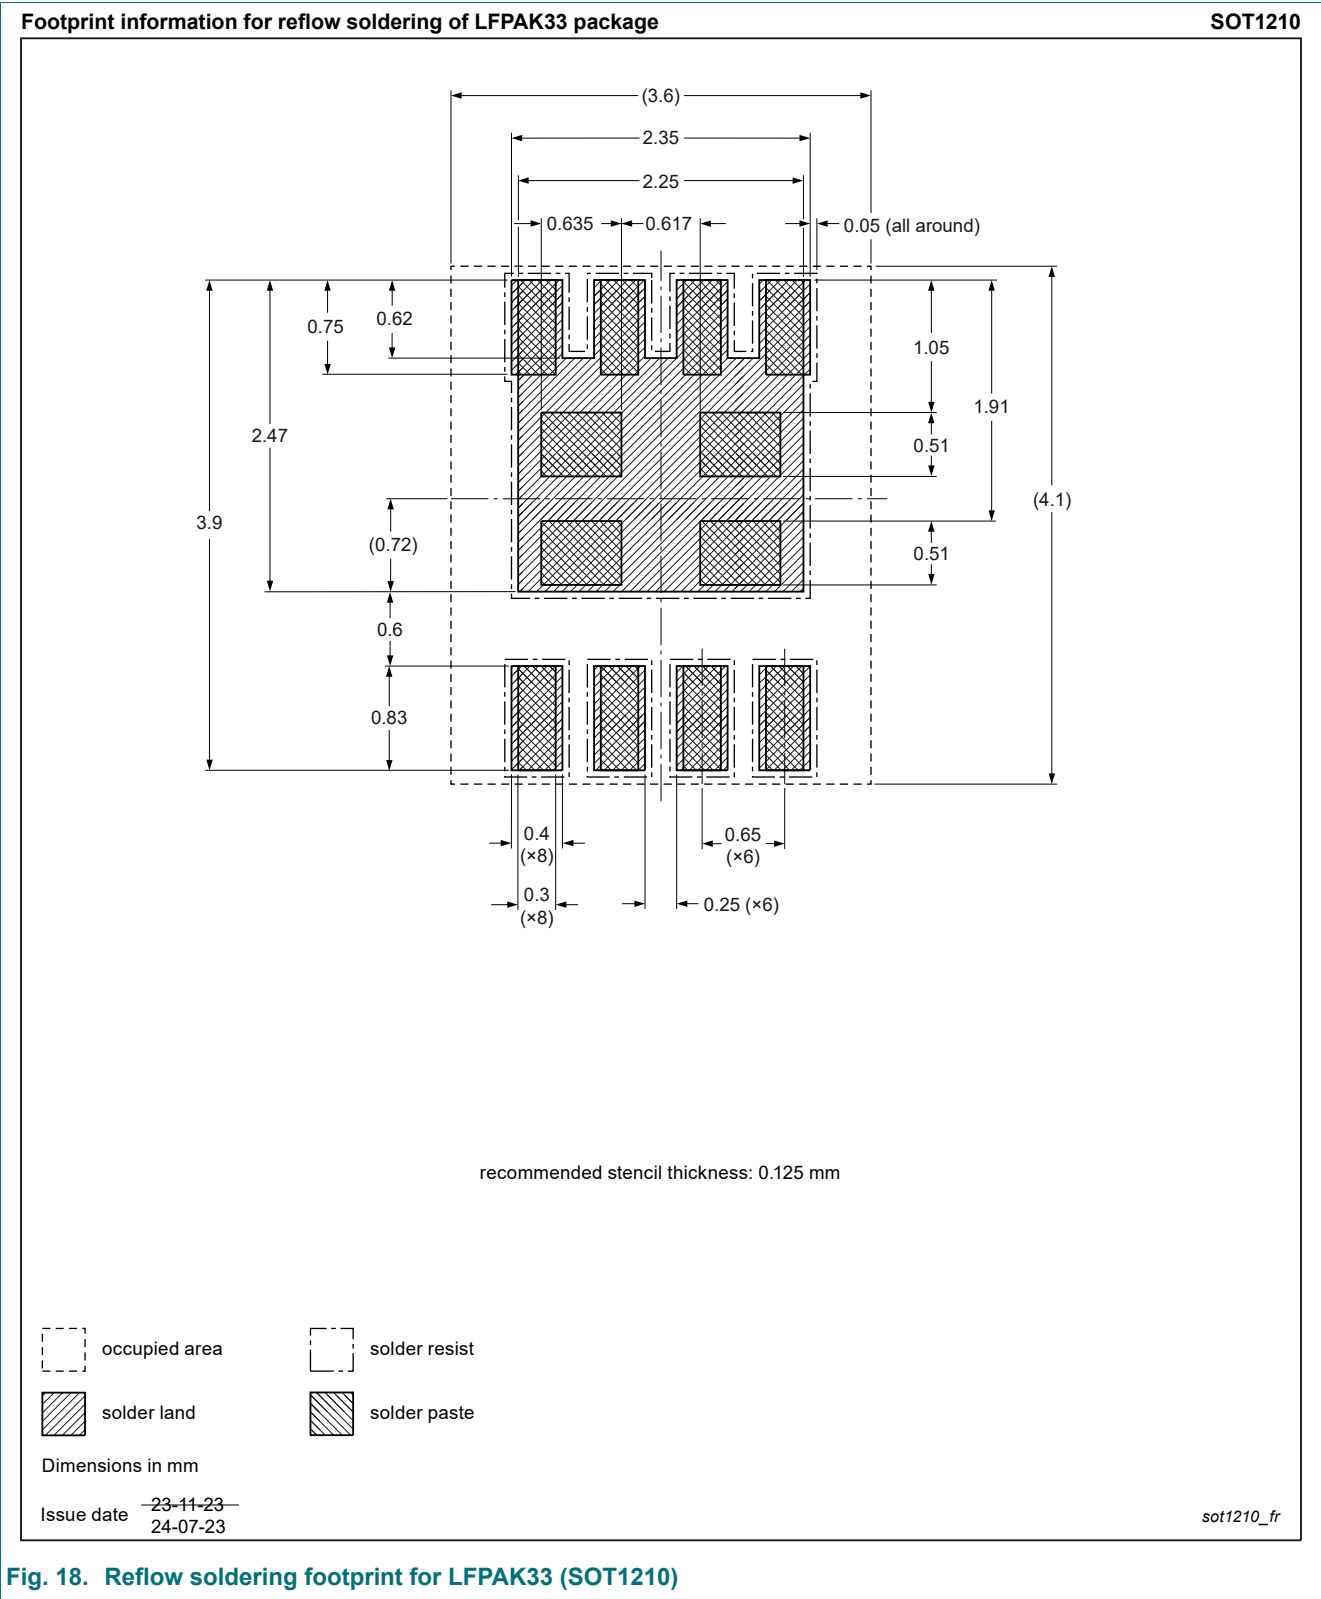 Footprint information for reflow soldering of LFPAK33 package SOT1210
(3.6)
2.35
2.25
0.635 0.617 0.05 (all around)
0.75 0.62
1.05
1.91
2.47
0.51
(4.1)
3.9
(0.72)
0.51
0.6
0.83
0.4
(×8)
0.65
(×6)
0.3
(×8)
0.25 (×6)
recommended stencil thickness: 0.125 mm
occupied area solder resist
solder land solder paste
Dimensions in mm
Issue date 23-11-23
24-07-23
sot1210_fr
Fig. 18. Reflow soldering footprint for LFPAK33 (SOT1210)